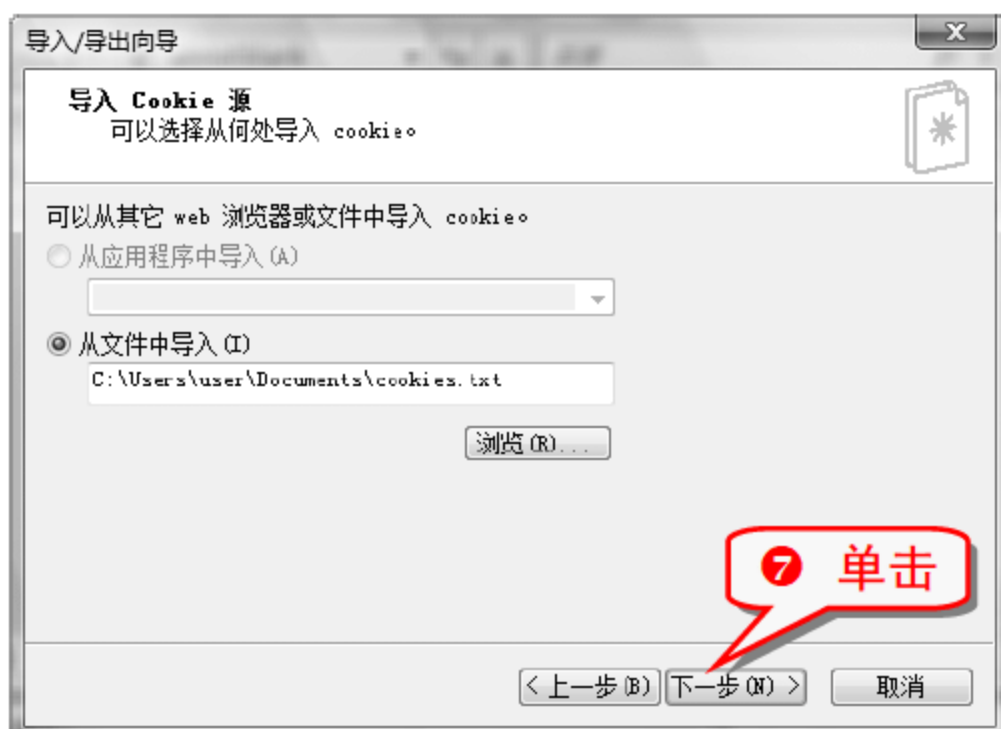 导入/导出向导
导入 Cookie 源
可以选择从何处导入 cookie。
可以从其它 web 浏览器或文件中导入 cookie。
从应用程序中导入(A)
从文件中导入(I)
C:\Users\user\Documents\cookies.txt
浏览(R)...
❼ 单击
< 上一步(B) 下一步(N) > 取消